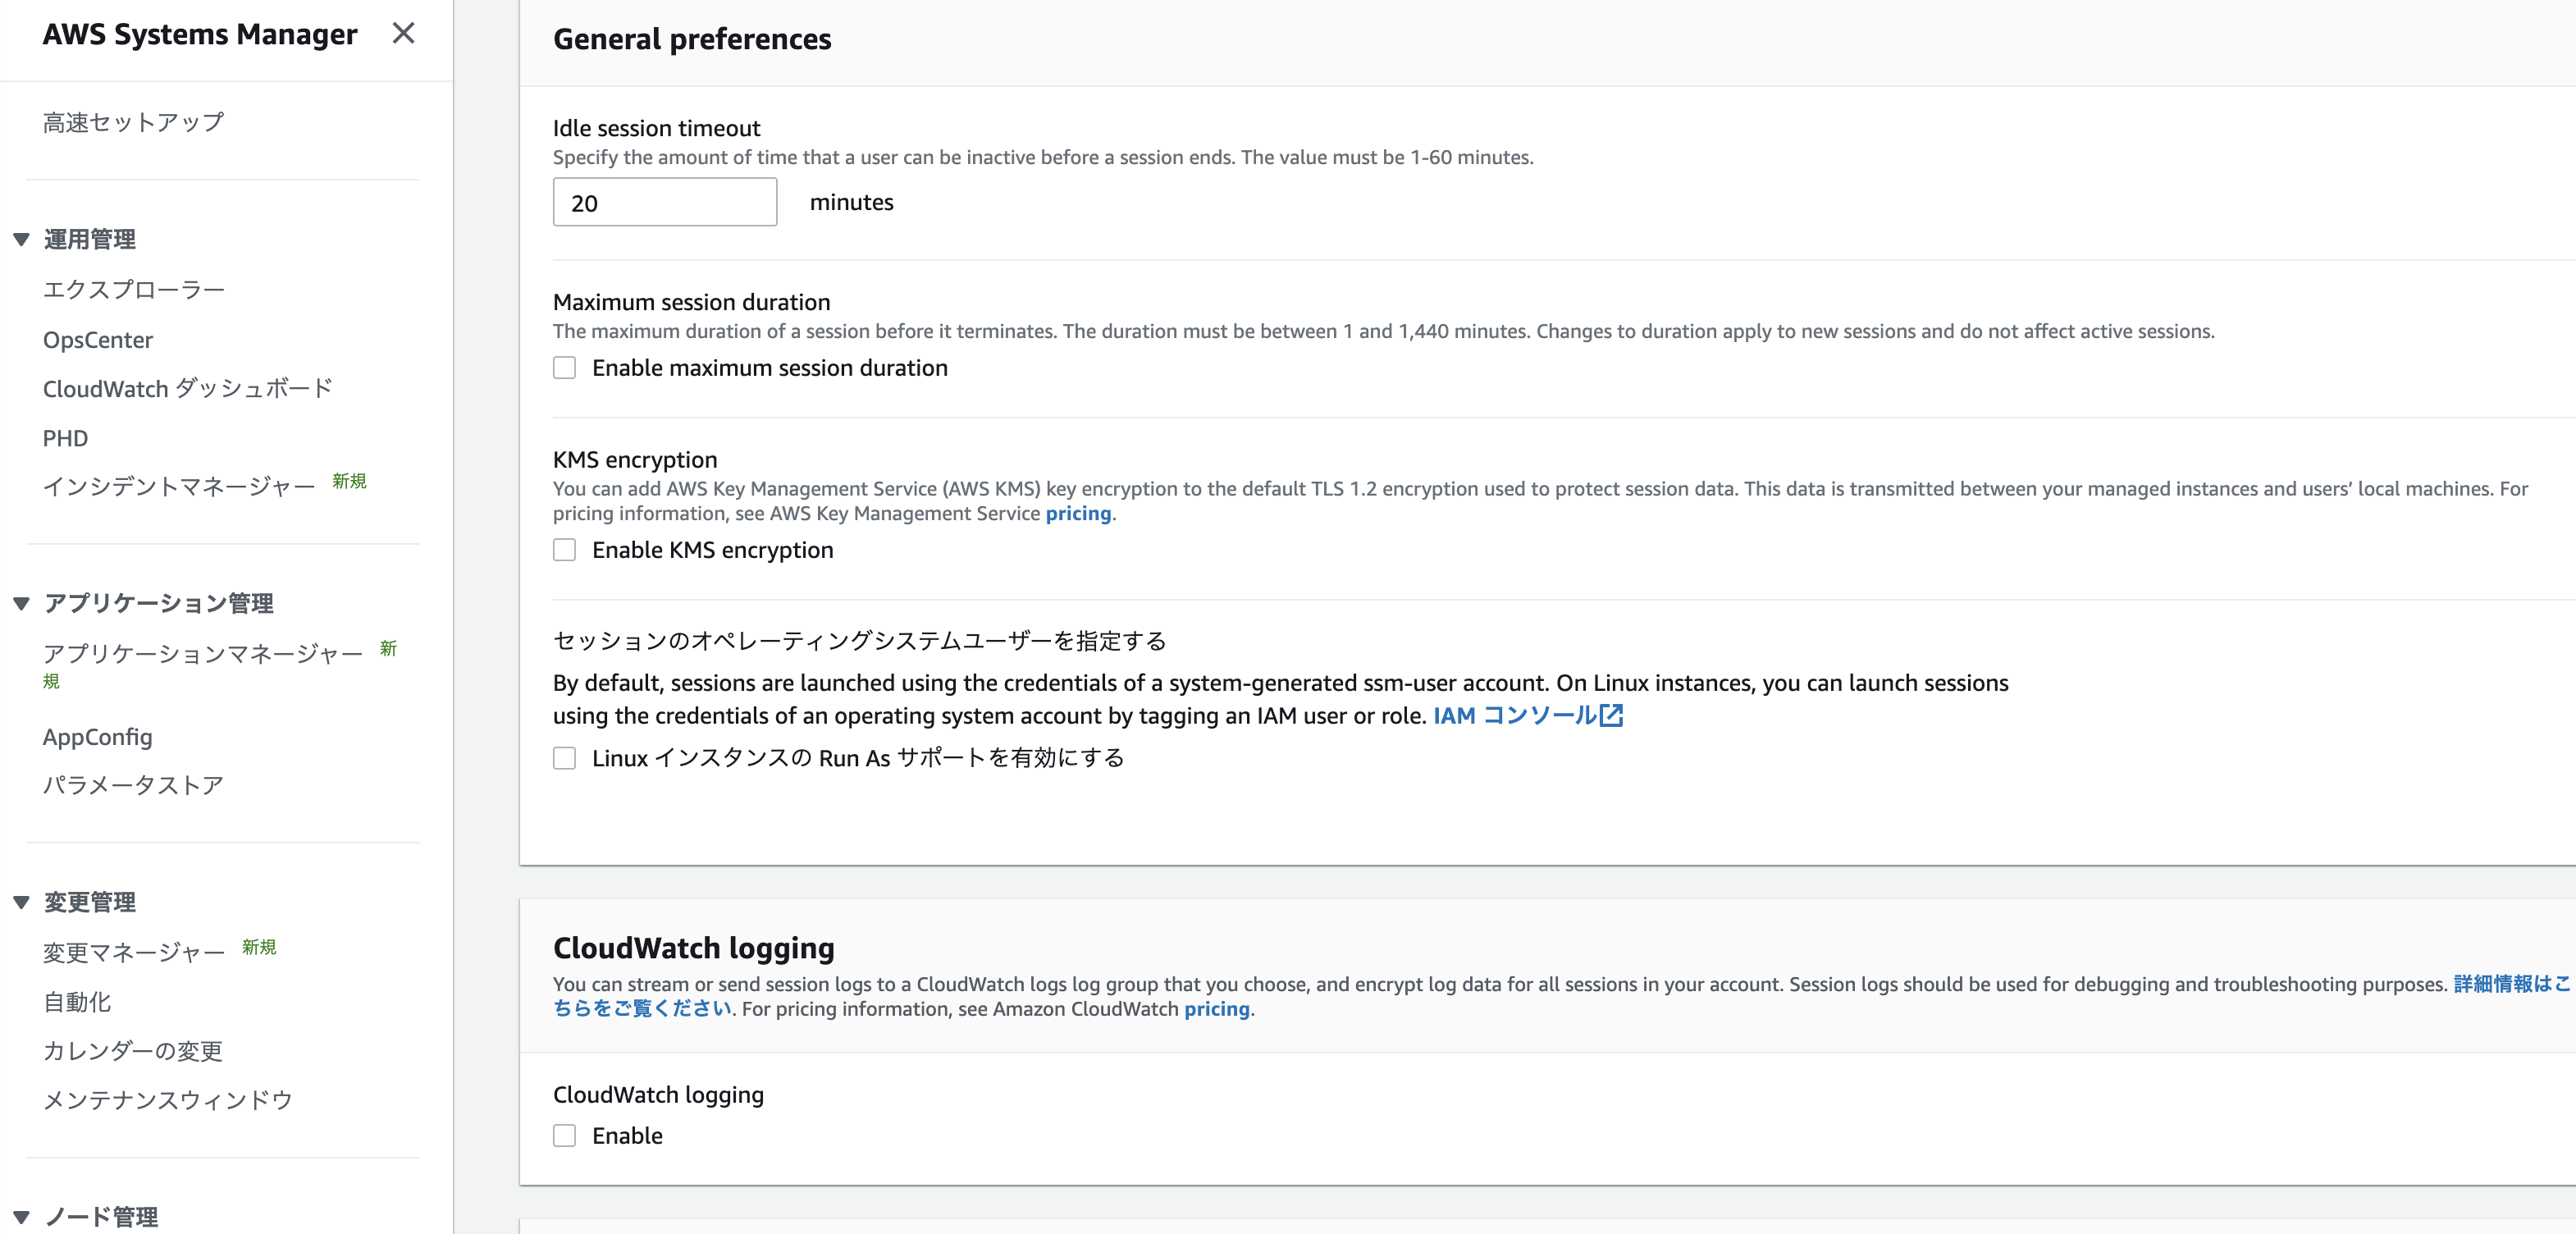 AWS Systems Manager
高速セットアップ
運用管理
エクスプローラー
OpsCenter
CloudWatch ダッシュボード
PHD
インシデントマネージャー 新規
アプリケーション管理
アプリケーションマネージャー 新
規
AppConfig
パラメータストア
変更管理
変更マネージャー 新規
自動化
カレンダーの変更
メンテナンスウィンドウ
ノード管理
General preferences
Idle session timeout
Specify the amount of time that a user can be inactive before a session ends. The value must be 1-60 minutes.
20 minutes
Maximum session duration
The maximum duration of a session before it terminates. The duration must be between 1 and 1,440 minutes. Changes to duration apply to new sessions and do not affect active sessions.
Enable maximum session duration
KMS encryption
You can add AWS Key Management Service (AWS KMS) key encryption to the default TLS 1.2 encryption used to protect session data. This data is transmitted between your managed instances and users’ local machines. For
pricing information, see AWS Key Management Service pricing.
Enable KMS encryption
セッションのオペレーティングシステムユーザーを指定する
By default, sessions are launched using the credentials of a system-generated ssm-user account. On Linux instances, you can launch sessions
using the credentials of an operating system account by tagging an IAM user or role. IAM コンソール
Linux インスタンスの Run As サポートを有効にする
CloudWatch logging
You can stream or send session logs to a CloudWatch logs log group that you choose, and encrypt log data for all sessions in your account. Session logs should be used for debugging and troubleshooting purposes. 詳細情報はこ
ちらをご覧ください. For pricing information, see Amazon CloudWatch pricing.
CloudWatch logging
Enable